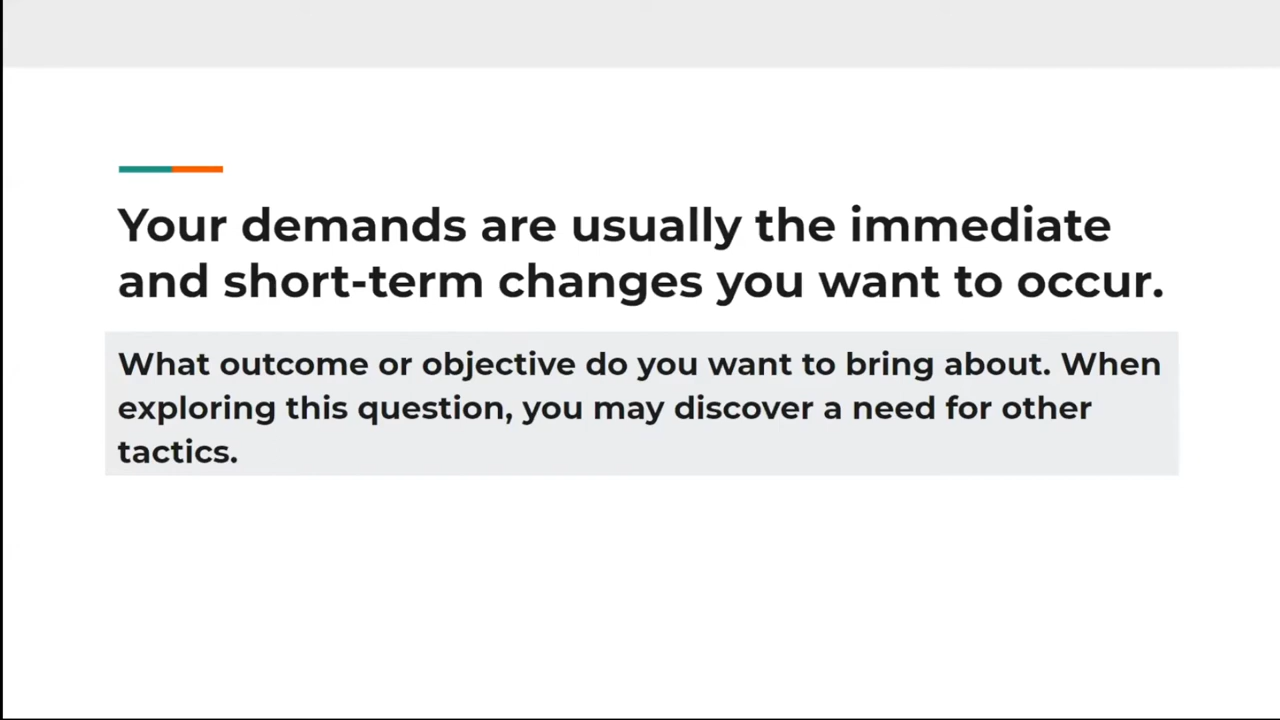 Your demands are usually the immediate
and short-term changes you want to occur.
What outcome or objective do you want to bring about. When
exploring this question, you may discover a need for other
tactics.